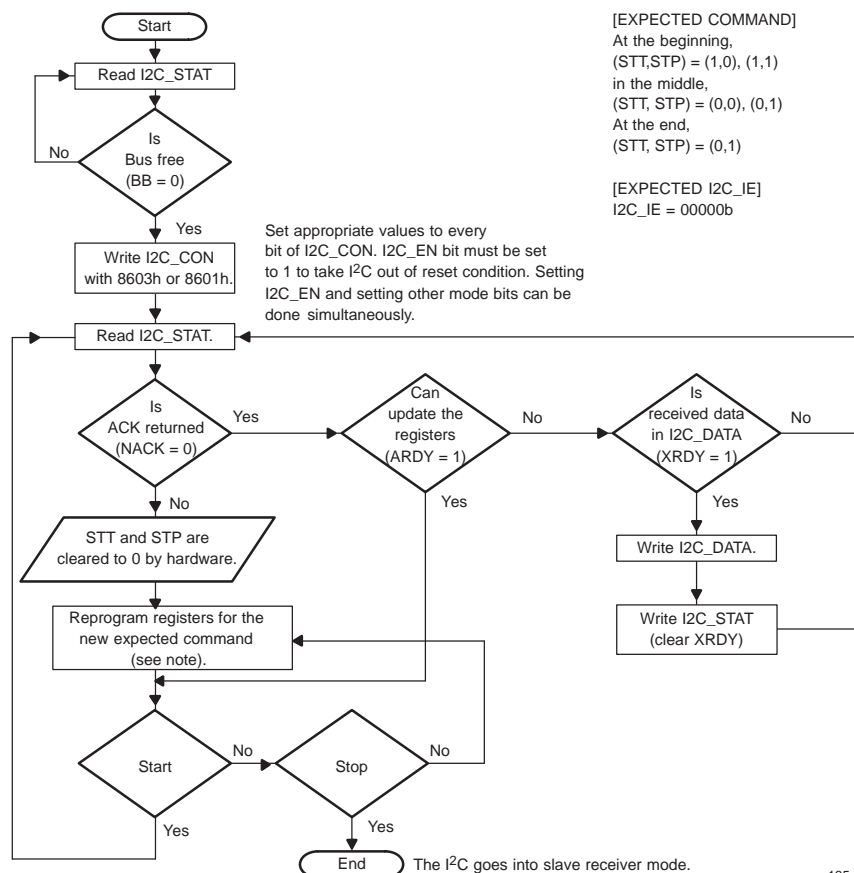 Start
Read I2C_STAT
Is
Bus free
(BB = 0)
No
Yes
Write I2C_CON
with 8603h or 8601h.
[EXPECTED COMMAND]
At the beginning,
(STT,STP) = (1,0), (1,1)
in the middle,
(STT, STP) = (0,0), (0,1)
At the end,
(STT, STP) = (0,1)
[EXPECTED I2C_IE]
I2C_IE = 00000b
Set appropriate values to every
bit of I2C_CON. I2C_EN bit must be set
to 1 to take I2C out of reset condition. Setting
I2C_EN and setting other mode bits can be
done simultaneously.
Read I2C_STAT.
Is
ACK returned
(NACK = 0)
Yes
No
Can
update the
registers
(ARDY = 1)
No
Yes
Is
received data
in I2C_DATA
(XRDY = 1)
No
Yes
STT and STP are
cleared to 0 by hardware.
Write I2C_DATA.
Write I2C_STAT
(clear XRDY)
Reprogram registers for the
new expected command
(see note).
Start
No
Yes
Stop
No
Yes
End
The I2C goes into slave receiver mode.